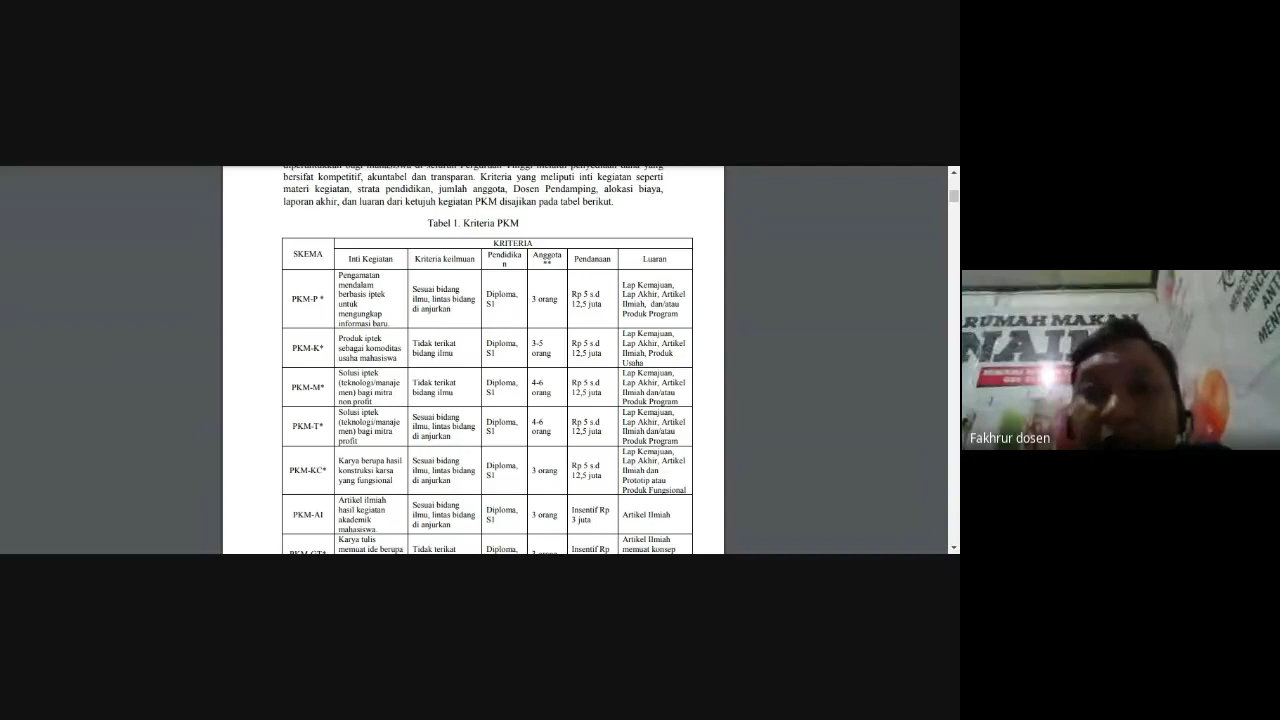 bersifat kompetitif, akuntabel dan transparan. Kriteria yang meliputi inti kegiatan seperti
materi kegiatan, strata pendidikan, jumlah anggota, Dosen Pendamping, alokasi biaya,
laporan akhir, dan luaran dari ketujuh kegiatan PKM disajikan pada tabel berikut.
Tabel 1. Kriteria PKM
SKEMA
KRITERIA
Inti Kegiatan
Kriteria keilmuan
Pendidika
n
Anggota
**
Pendanaan
Luaran
PKM-P *
Pengamatan
mendalam
berbasis iptek
untuk
mengungkap
informasi baru.
Sesuai bidang
ilmu, lintas bidang
di anjurkan
Diploma,
S1
3 orang
Rp 5 s.d
12,5 juta
Lap Kemajuan,
Lap Akhir, Artikel
Ilmiah, dan/atau
Produk Program
PKM-K*
Produk iptek
sebagai komoditas
usaha mahasiswa
Tidak terikat
bidang ilmu
Diploma,
S1
3-5
orang
Rp 5 s.d
12,5 juta
Lap Kemajuan,
Lap Akhir, Artikel
Ilmiah, Produk
Usaha
PKM-M*
Solusi iptek
(teknologi/manaje
men) bagi mitra
non profit
Tidak terikat
bidang ilmu
Diploma,
S1
4-6
orang
Rp 5 s.d
12,5 juta
Lap Kemajuan,
Lap Akhir, Artikel
Ilmiah dan/atau
Produk Program
PKM-T*
Solusi iptek
(teknologi/manaje
men) bagi mitra
profit
Sesuai bidang
ilmu, lintas bidang
di anjurkan
Diploma,
S1
4-6
orang
Rp 5 s.d
12,5 juta
Lap Kemajuan,
Lap Akhir, Artikel
Ilmiah dan/atau
Produk Program
PKM-KC*
Karya berupa hasil
konstruksi karsa
yang fungsional
Sesuai bidang
ilmu, lintas bidang
di anjurkan
Diploma,
S1
3 orang
Rp 5 s.d
12,5 juta
Lap Kemajuan,
Lap Akhir, Artikel
Ilmiah dan
Prototip atau
Produk Fungsional
PKM-AI
Artikel ilmiah
hasil kegiatan
akademik
mahasiswa.
Sesuai bidang
ilmu, lintas bidang
di anjurkan
Diploma,
S1
3 orang
Insentif Rp
3 juta
Artikel Ilmiah
Karya tulis
memuat ide berupa
Tidak terikat
Diploma,
Insentif Rp
Artikel Ilmiah
memuat konsep
RUMAH MAKAN
Fakhrur dosen